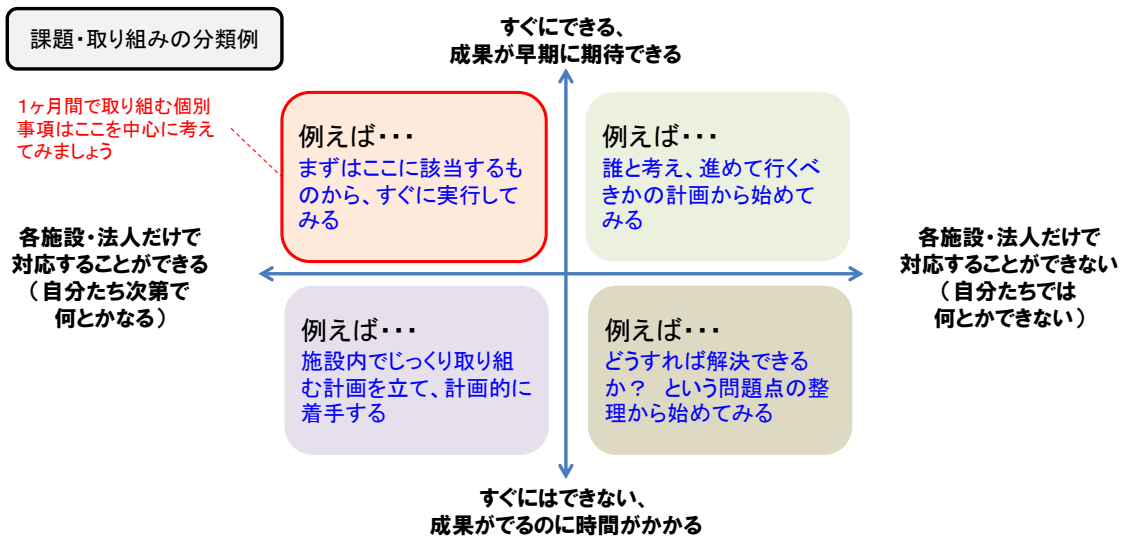 課題・取り組みの分類例
すぐにできる、
成果が早期に期待できる
1ヶ月間で取り組む個別
事項はここを中心に考え
てみましょう
例えば・・・
まずはここに該当するも
のから、すぐに実行して
みる
例えば・・・
誰と考え、進めて行くべ
きかの計画から始めて
みる
各施設・法人だけで
対応することができる
（自分たち次第で
何とかなる）
各施設・法人だけで
対応することができない
（自分たちでは
何とかできない）
例えば・・・
施設内でじっくり取り組
む計画を立て、計画的に
着手する
例えば・・・
どうすれば解決できる
か？　という問題点の整
理から始めてみる
すぐにはできない、
成果がでるのに時間がかかる